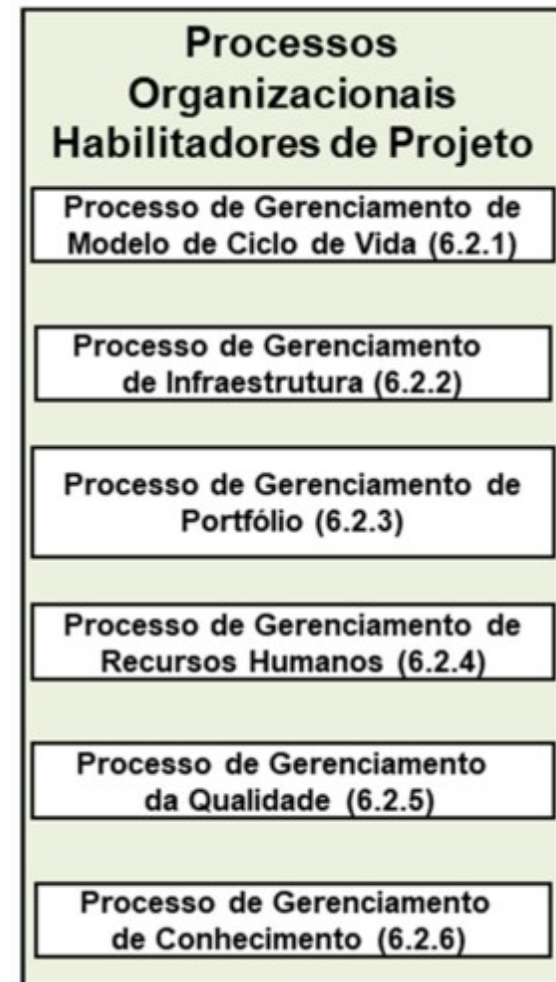 Processos
Organizacionais
Habilitadores de Projeto
Processo de Gerenciamento de
Modelo de Ciclo de Vida (6.2.1)
Processo de Gerenciamento
de Infraestrutura (6.2.2)
Processo de Gerenciamento de
Portfólio (6.2.3)
Processo de Gerenciamento de
Recursos Humanos (6.2.4)
Processo de Gerenciamento
da Qualidade (6.2.5)
Processo de Gerenciamento
de Conhecimento (6.2.6)